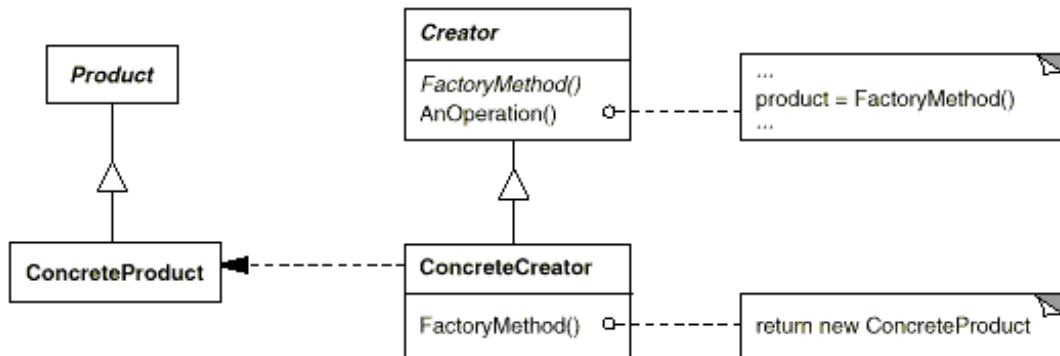 Creator
Product
FactoryMethod()
AnOperation()
...
product = FactoryMethod()
...
ConcreteProduct
ConcreteCreator
FactoryMethod()
return new ConcreteProduct